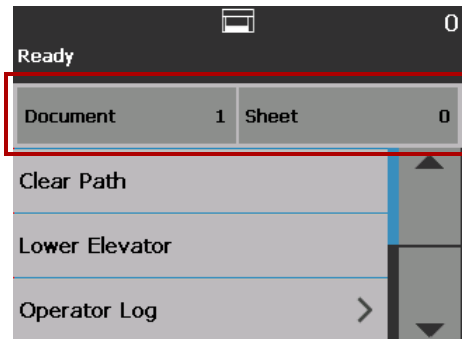 0
Ready
Document 1 Sheet 0
Clear Path
Lower Elevator
Operator Log